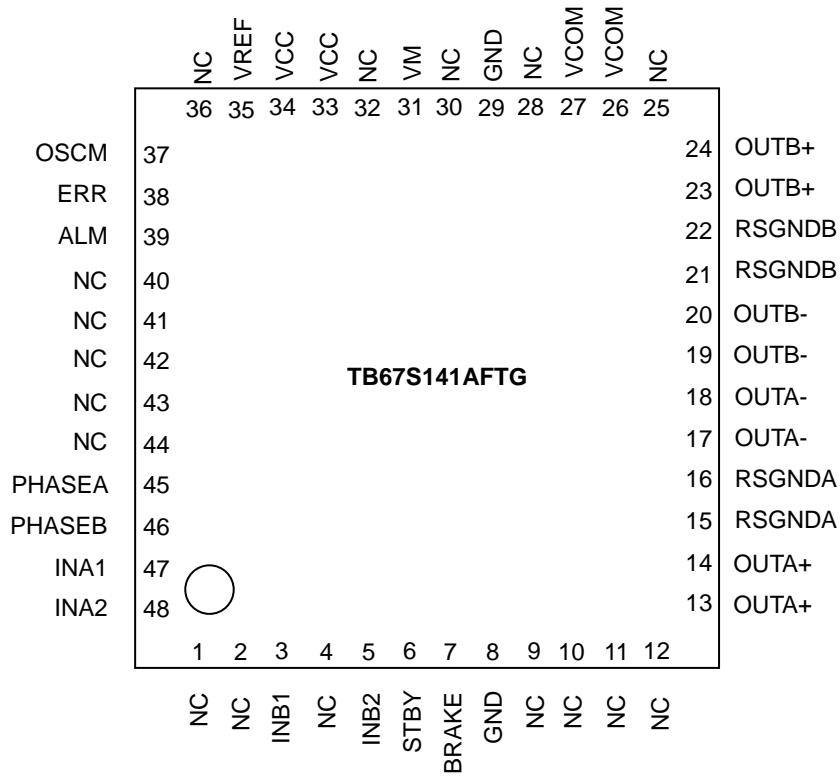 NC VREF VCC VCC NC VM NC GND NC VCOM VCOM NC
36 35 34 33 32 31 30 29 28 27 26 25
OSCM 37 24 OUTB+
ERR 38 23 OUTB+
ALM 39 22 RSGNDB
NC 40 21 RSGNDB
NC 41 20 OUTB-
NC 42 19 OUTB-
TB67S141AFTG
NC 43 18 OUTA-
NC 44 17 OUTA-
PHASEA 45 16 RSGNDA
PHASEB 46 15 RSGNDA
INA1 47 14 OUTA+
INA2 48 13 OUTA+
1 2 3 4 5 6 7 8 9 10 11 12
NC NC INB1 NC INB2 STBY BRAKE GND NC NC NC NC